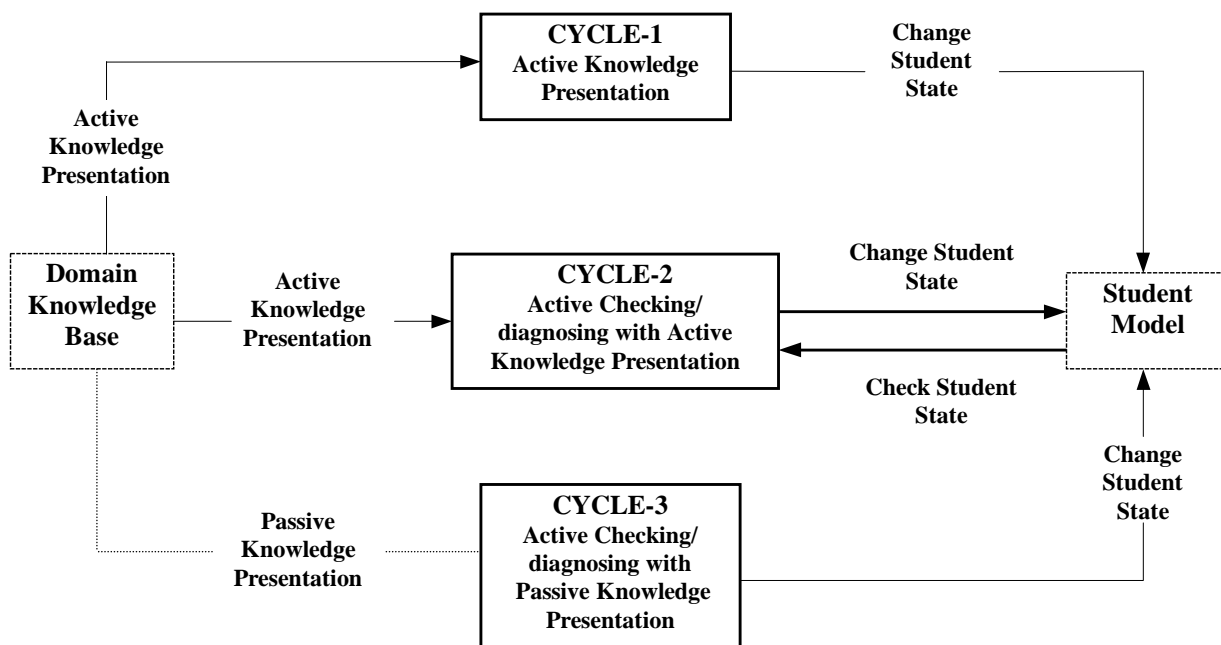 CYCLE-1
Active Knowledge
Presentation
Change
Student
State
Active
Knowledge
Presentation
Domain
Knowledge
Base
Active
Knowledge
Presentation
CYCLE-2
Active Checking/
diagnosing with Active
Knowledge Presentation
Change Student
State
Student
Model
Check Student
State
Passive
Knowledge
Presentation
CYCLE-3
Active Checking/
diagnosing with
Passive Knowledge
Presentation
Change
Student
State